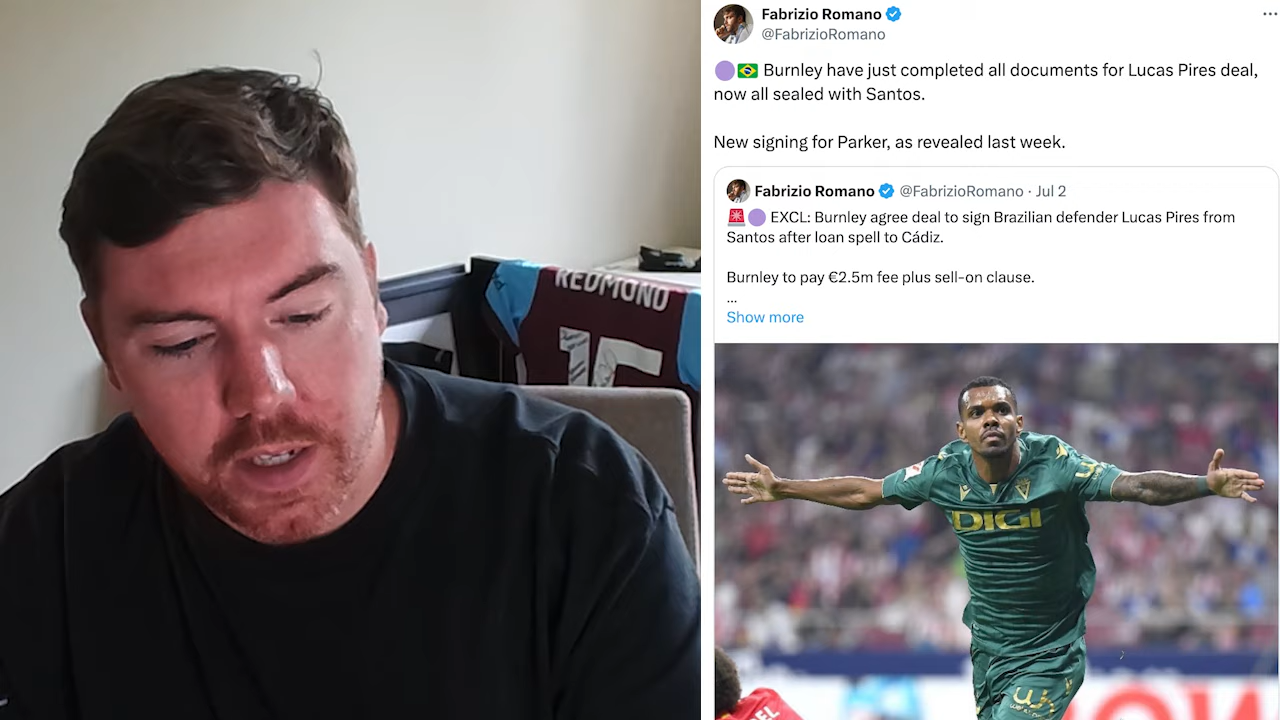 Fabrizio Romano
@FabrizioRomano
Burnley have just completed all documents for Lucas Pires deal,
now all sealed with Santos.
New signing for Parker, as revealed last week.
Fabrizio Romano @FabrizioRomano · Jul 2
EXCL: Burnley agree deal to sign Brazilian defender Lucas Pires from
Santos after loan spell to Cádiz.
Burnley to pay €2.5m fee plus sell-on clause.
...
Show more
REDMOND
15
DIGI